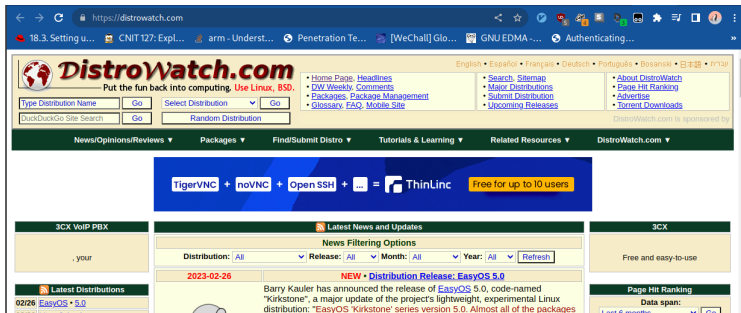 https://distrowatch.com
18.3. Setting u...
CNIT 127: Expl...
arm - Underst...
Penetration Te...
[WeChall] Glo...
GNU EDMA -...
Authenticating...
»
DistroWatch.com
Put the fun back into computing. Use Linux, BSD.
English • Español • Français • Deutsch • Português • Bosanski • 日本語 •
• Home Page, Headlines
• DW Weekly, Comments
• Packages, Package Management
• Glossary, FAQ, Mobile Site
• Search, Sitemap
• Major Distributions
• Submit Distribution
• Upcoming Releases
• About DistroWatch
• Page Hit Ranking
• Advertise
• Torrent Downloads
Type Distribution Name Go Select Distribution Go
DuckDuckGo Site Search Go Random Distribution
DistroWatch.com is sponsored by
News/Opinions/Reviews ▼ Packages ▼ Find/Submit Distro ▼ Tutorials & Learning ▼ Related Resources ▼ DistroWatch.com ▼
TigerVNC + noVNC + Open SSH + ... = ThinLinc Free for up to 10 users
3CX VoIP PBX
, your
Latest Distributions
02/26 EasyOS • 5.0
Latest News and Updates
News Filtering Options
Distribution: All Release: All Month: All Year: All Refresh
2023-02-26 NEW • Distribution Release: EasyOS 5.0
Barry Kauler has announced the release of EasyOS 5.0, code-named
"Kirkstone", a major update of the project's lightweight, experimental Linux
distribution: "EasyOS 'Kirkstone' series version 5.0. Almost all of the packages
3CX
Free and easy-to-use
Page Hit Ranking
Data span:
Last 6 months Go